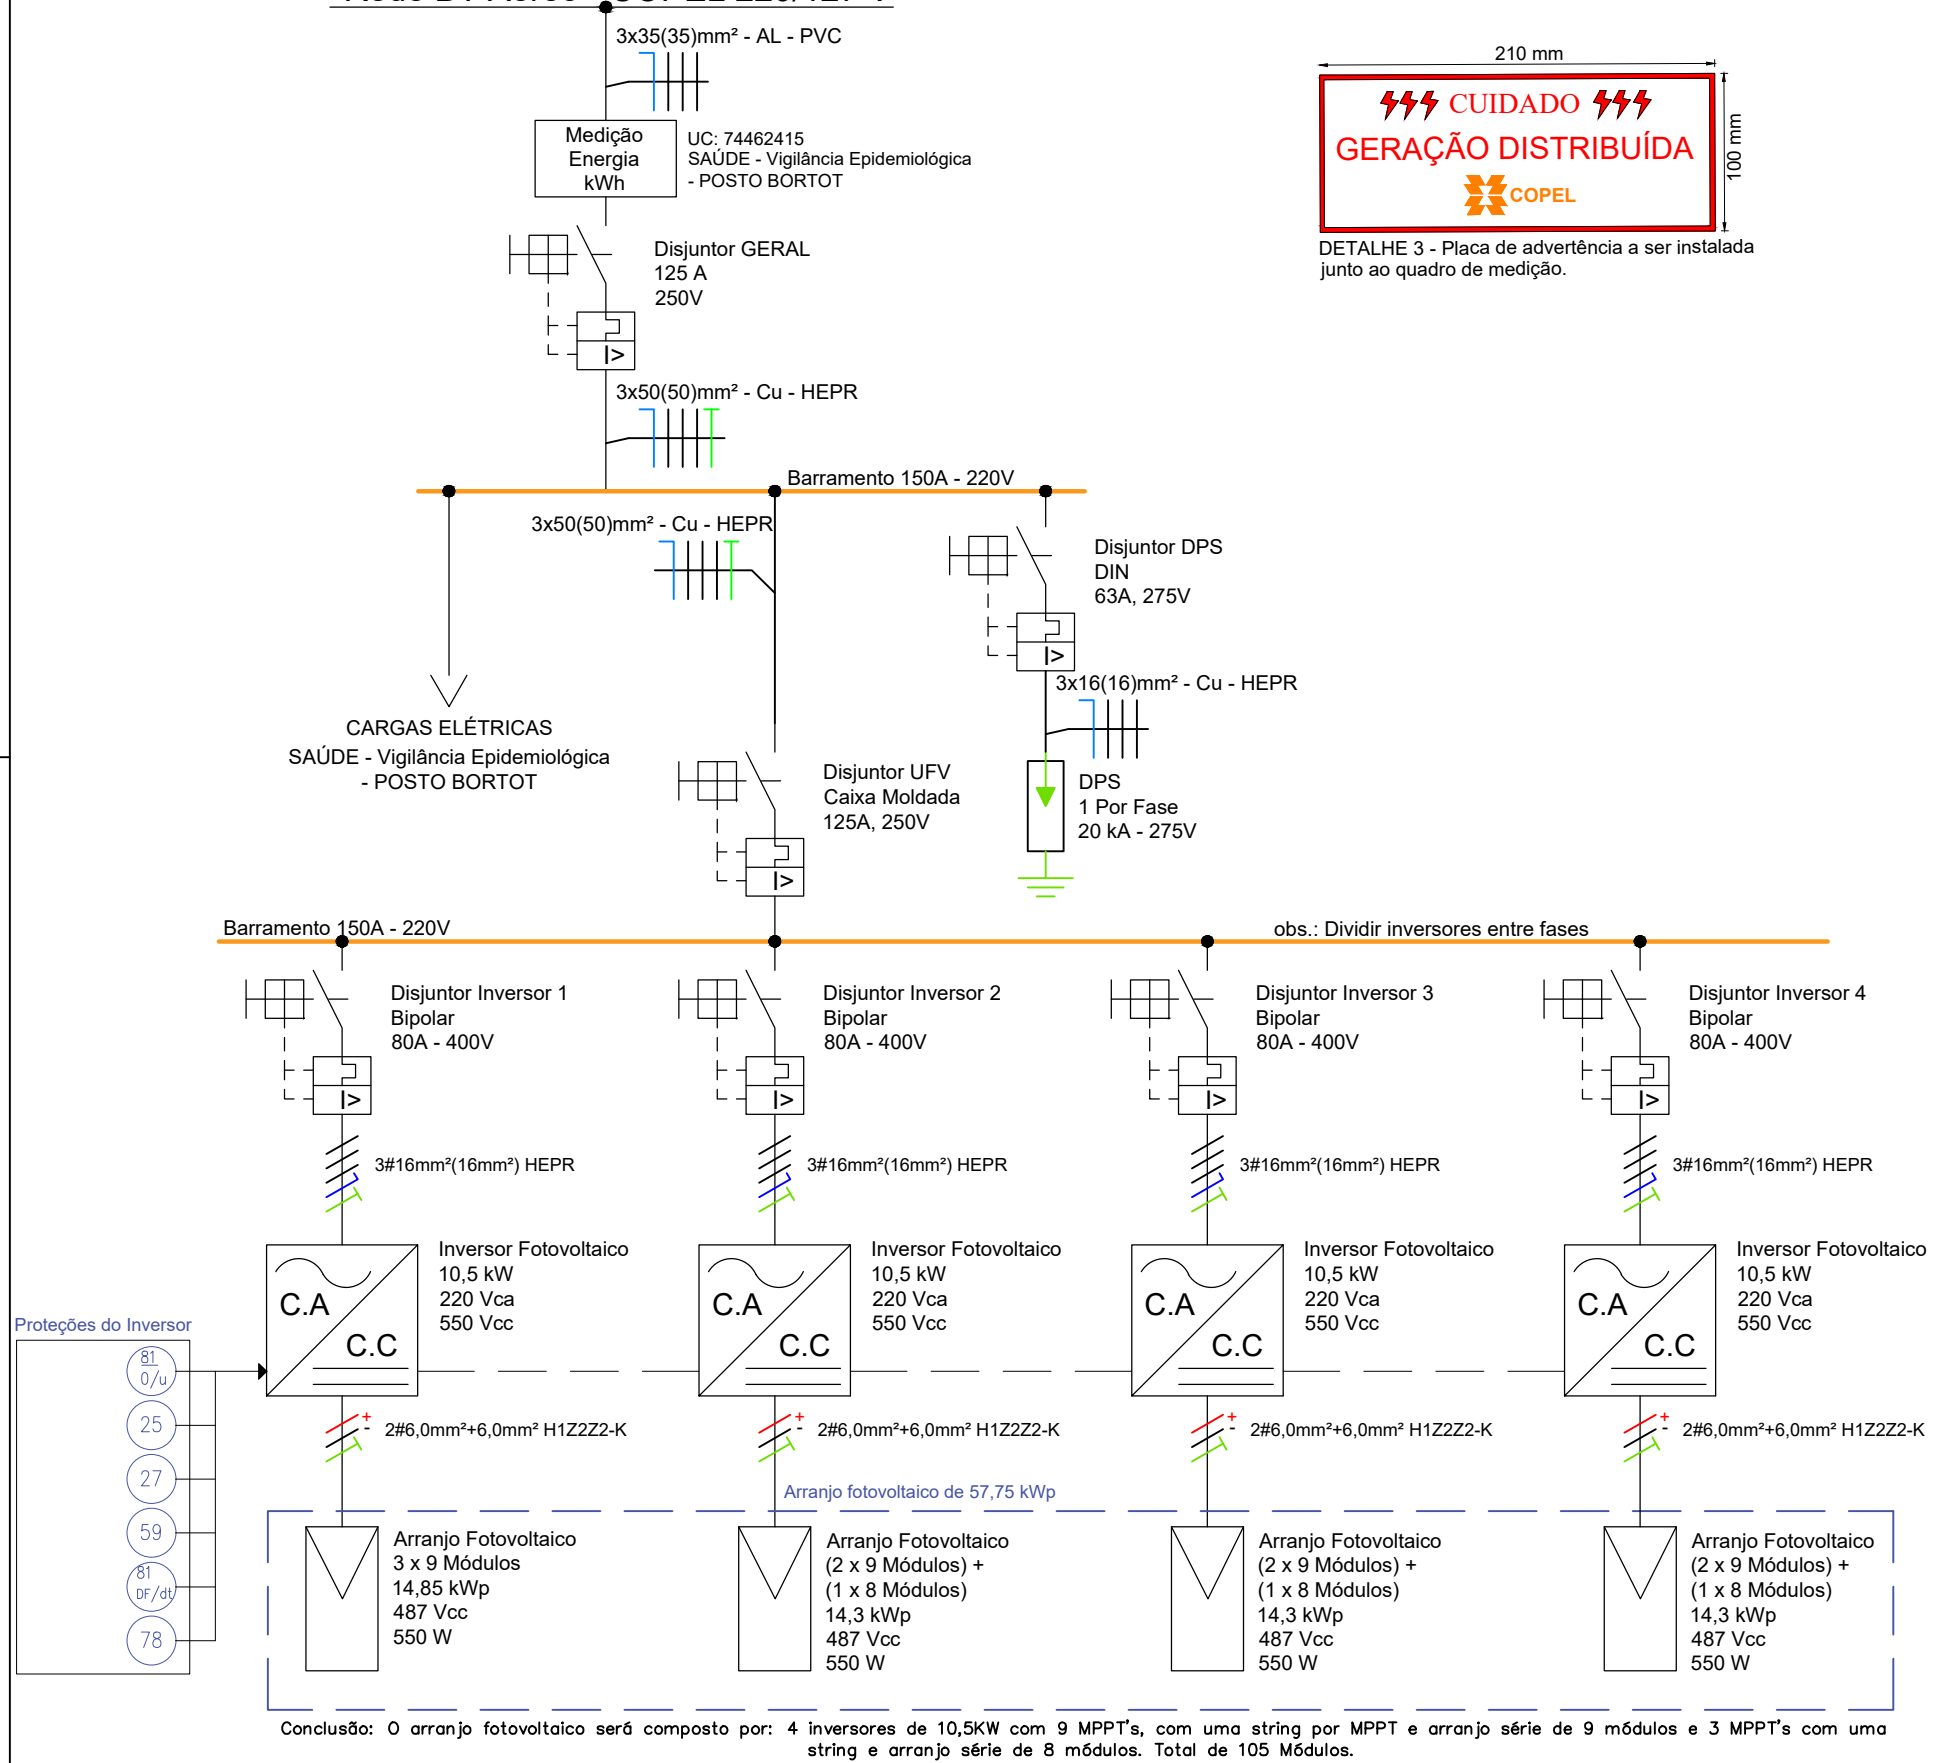 3x35(35)mm² - AL - PVC
Medição
Energia
kWh
UC: 74462415
SAÚDE - Vigilância Epidemiológica
- POSTO BORTOT
210 mm
CUIDADO
GERAÇÃO DISTRIBUÍDA
COPEL
100 mm
DETALHE 3 - Placa de advertência a ser instalada
junto ao quadro de medição.
Disjuntor GERAL
125 A
250V
I>
3x50(50)mm² - Cu - HEPR
Barramento 150A - 220V
3x50(50)mm² - Cu - HEPR
Disjuntor DPS
DIN
63A, 275V
I>
3x16(16)mm² - Cu - HEPR
CARGAS ELÉTRICAS
SAÚDE - Vigilância Epidemiológica
- POSTO BORTOT
Disjuntor UFV
Caixa Moldada
125A, 250V
I>
DPS
1 Por Fase
20 kA - 275V
Barramento 150A - 220V
obs.: Dividir inversores entre fases
Disjuntor Inversor 1
Bipolar
80A - 400V
I>
Disjuntor Inversor 2
Bipolar
80A - 400V
I>
Disjuntor Inversor 3
Bipolar
80A - 400V
I>
Disjuntor Inversor 4
Bipolar
80A - 400V
I>
3#16mm²(16mm²) HEPR
3#16mm²(16mm²) HEPR
3#16mm²(16mm²) HEPR
3#16mm²(16mm²) HEPR
C.A
C.C
Inversor Fotovoltaico
10,5 kW
220 Vca
550 Vcc
C.A
C.C
Inversor Fotovoltaico
10,5 kW
220 Vca
550 Vcc
C.A
C.C
Inversor Fotovoltaico
10,5 kW
220 Vca
550 Vcc
C.A
C.C
Inversor Fotovoltaico
10,5 kW
220 Vca
550 Vcc
Proteções do Inversor
81
0/u
25
27
59
81
DF/dt
78
+
-
2#6,0mm²+6,0mm² H1Z2Z2-K
+
-
2#6,0mm²+6,0mm² H1Z2Z2-K
+
-
2#6,0mm²+6,0mm² H1Z2Z2-K
+
-
2#6,0mm²+6,0mm² H1Z2Z2-K
Arranjo fotovoltaico de 57,75 kWp
Arranjo Fotovoltaico
3 x 9 Módulos
14,85 kWp
487 Vcc
550 W
Arranjo Fotovoltaico
(2 x 9 Módulos) +
(1 x 8 Módulos)
14,3 kWp
487 Vcc
550 W
Arranjo Fotovoltaico
(2 x 9 Módulos) +
(1 x 8 Módulos)
14,3 kWp
487 Vcc
550 W
Arranjo Fotovoltaico
(2 x 9 Módulos) +
(1 x 8 Módulos)
14,3 kWp
487 Vcc
550 W
Conclusão: O arranjo fotovoltaico será composto por: 4 inversores de 10,5KW com 9 MPPT's, com uma string por MPPT e arranjo série de 9 módulos e 3 MPPT's com uma
string e arranjo série de 8 módulos. Total de 105 Módulos.